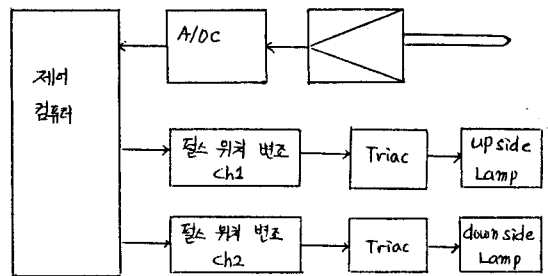 A/DC
제어
컴퓨터
펄스 위치 변조
Ch1
Triac
upside
Lamp
펄스 위치 변조
Ch2
Triac
down side
Lamp